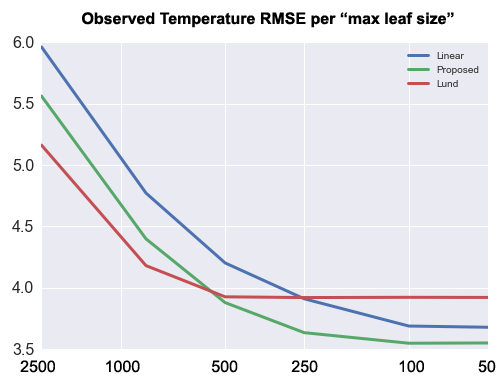 Observed Temperature RMSE per “max leaf size”
6.0
5.5
5.0
4.5
4.0
3.5
Linear
Proposed
Lund
2500 1000 500 250 100 50